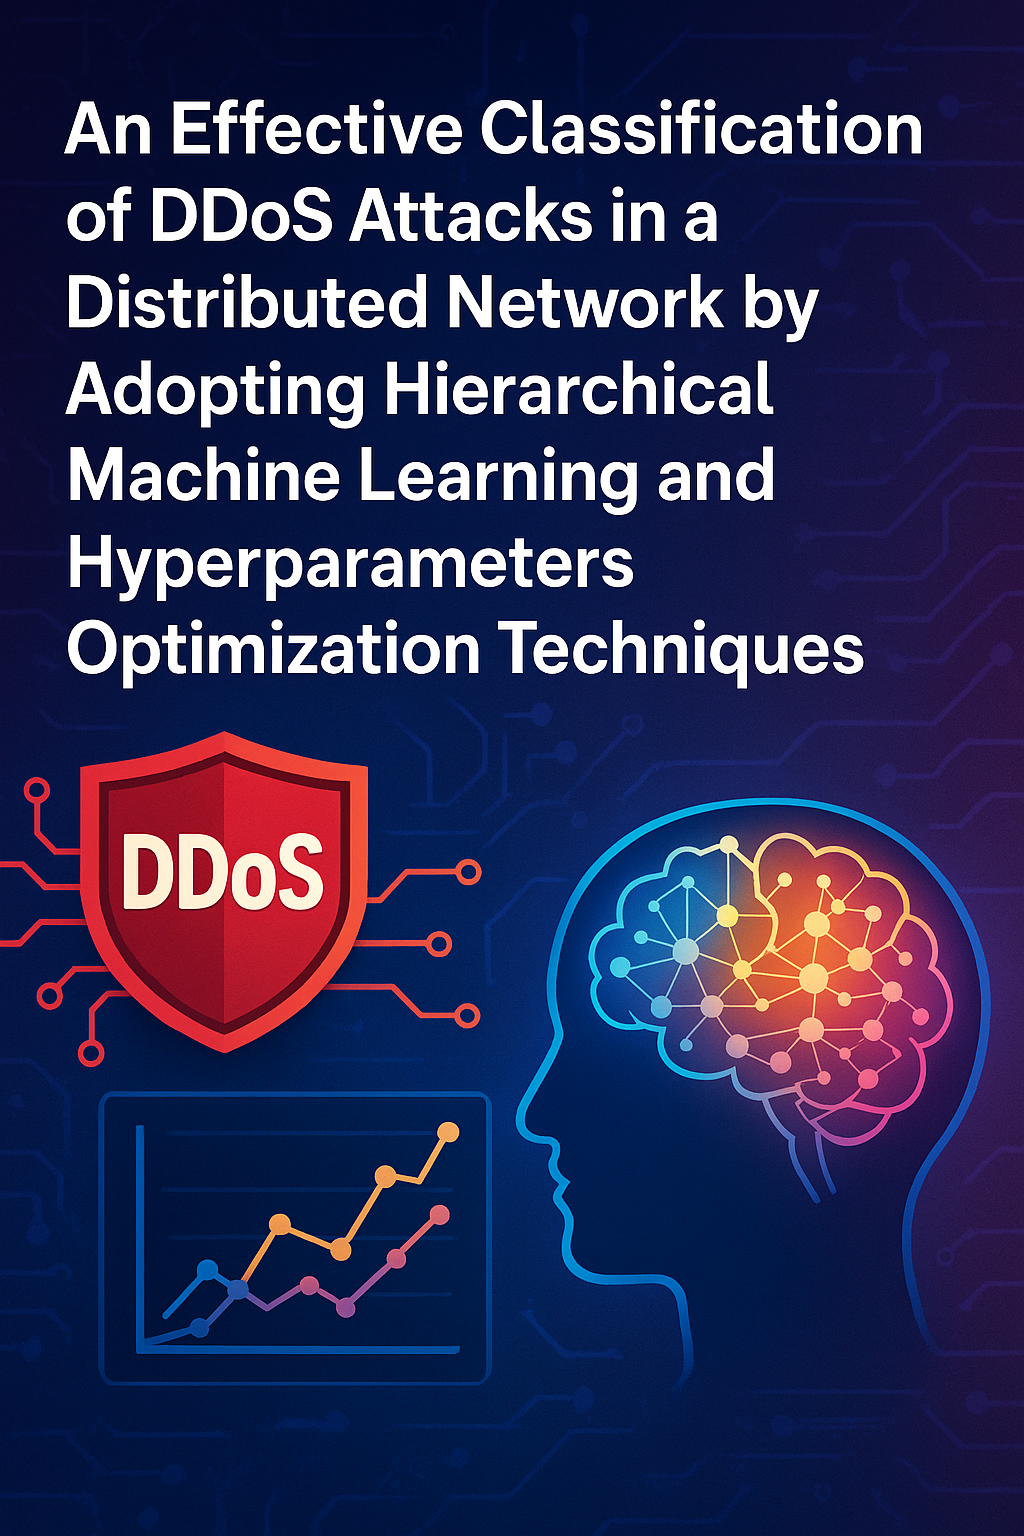 An Effective Classification
of DDoS Attacks in a
Distributed Network by
Adopting Hierarchical
Machine Learning and
Hyperparameters
Optimization Techniques
DDoS